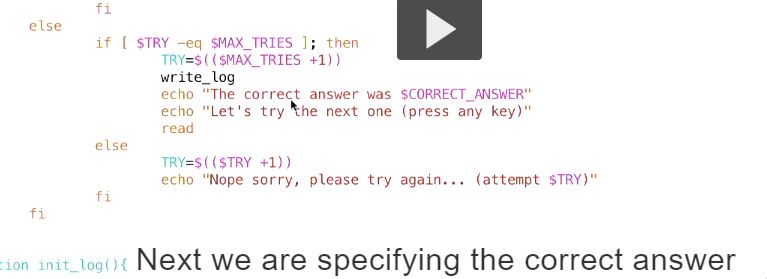 fi
else
if [ $TRY -eq $MAX_TRIES ]; then
TRY=$(($MAX_TRIES +1))
write_log
echo "The correct answer was $CORRECT_ANSWER"
echo "Let's try the next one (press any key)"
read
else
TRY=$(($TRY +1))
echo "Nope sorry, please try again... (attempt $TRY)"
fi
fi
tion init_log(){ Next we are specifying the correct answer